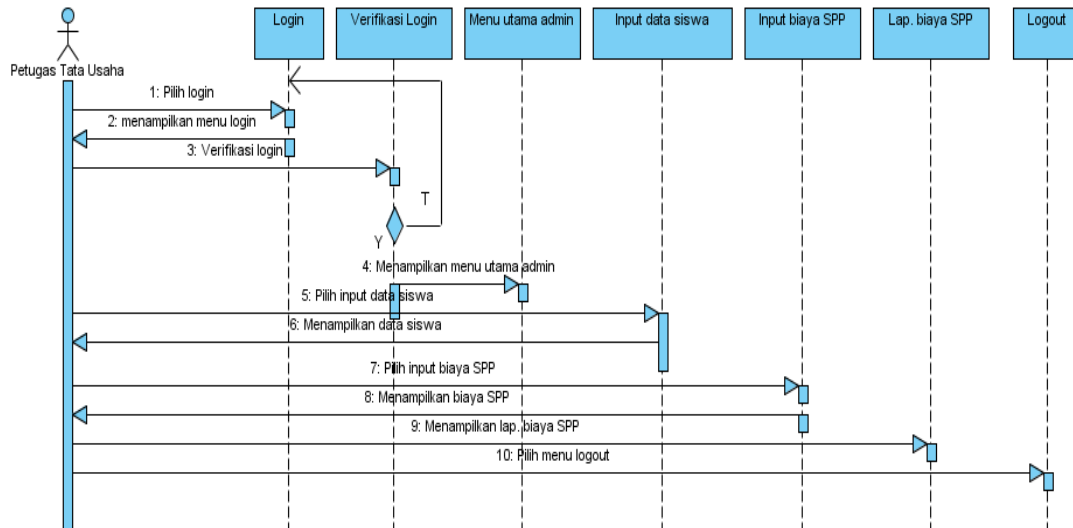 Login
Verifikasi Login
Menu utama admin
Input data siswa
Input biaya SPP
Lap. biaya SPP
Logout
Petugas Tata Usaha
1: Pilih login
2: menampilkan menu login
3: Verifikasi login
T
Y
4: Menampilkan menu utama admin
5: Pilih input data siswa
6: Menampilkan data siswa
7: Pilih input biaya SPP
8: Menampilkan biaya SPP
9: Menampilkan lap. biaya SPP
10: Pilih menu logout